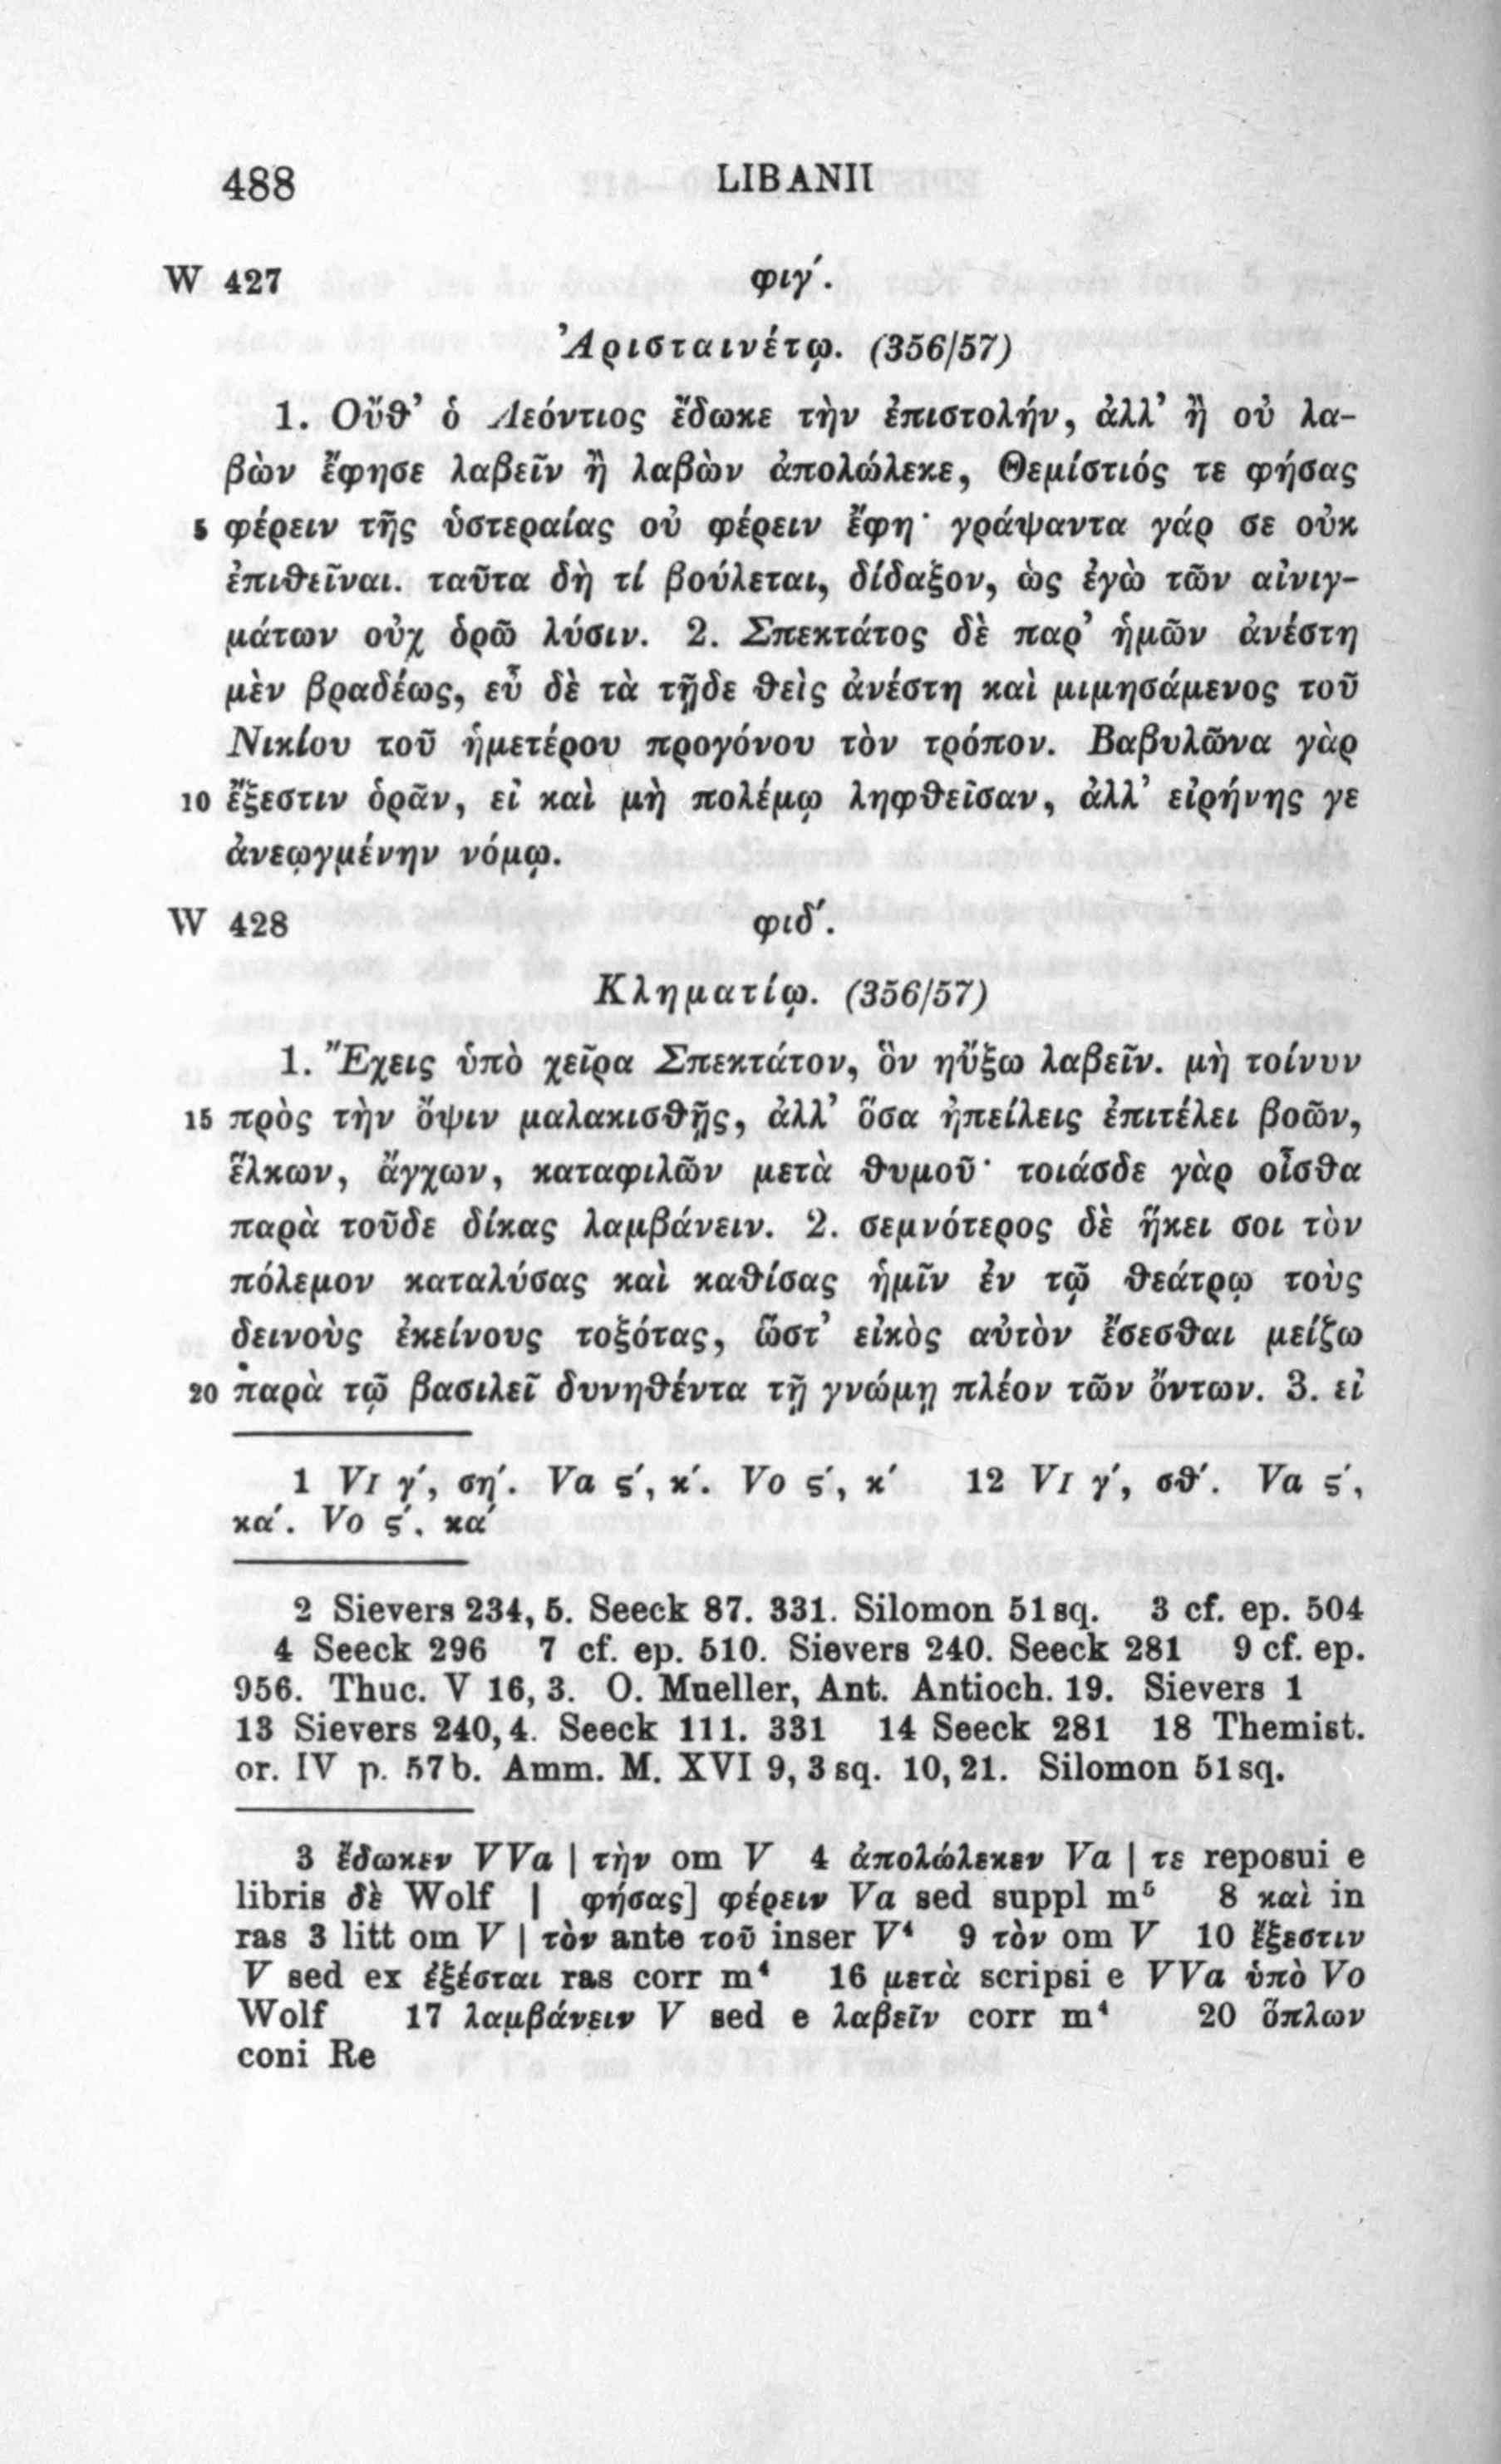 488 LIBANII
W 427 φιγ´.
Ἀρισταινέτῳ. (356/57)
1. Οὔθ’ ὁ Λεόντιος ἔδωκε τὴν ἐπιστολήν, ἀλλ’ ἢ οὐ λα-
βὼν ἔφησε λαβεῖν ἢ λαβὼν ἀπολώλεκε, Θεμίστιός τε φήσας
5 φέρειν τῆς ὑστεραίας οὐ φέρειν ἔφη· γράψαντα γάρ σε οὐκ
ἐπιθεῖναι. ταῦτα δὴ τί βούλεται, δίδαξον, ὡς ἐγὼ τῶν αἰνιγ-
μάτων οὐχ ὁρῶ λύσιν. 2. Σπεκτάτος δὲ παρ’ ἡμῶν ἀνέστη
μὲν βραδέως, εὖ δὲ τὰ τῇδε θεὶς ἀνέστη καὶ μιμησάμενος τοῦ
Νικίου τοῦ ἡμετέρου προγόνου τὸν τρόπον. Βαβυλῶνα γὰρ
10 ἔξεστιν ὁρᾶν, εἰ καὶ μὴ πολέμῳ ληφθεῖσαν, ἀλλ’ εἰρήνης γε
ἀνεῳγμένην νόμῳ.
W 428 φιδ´.
Κληματίῳ. (356/57)
1. Ἔχεις ὑπὸ χεῖρα Σπεκτάτον, ὃν ηὔξω λαβεῖν. μὴ τοίνυν
15 πρὸς τὴν ὄψιν μαλακισθῇς, ἀλλ’ ὅσα ἠπείλεις ἐπιτέλει βοῶν,
ἕλκων, ἄγχων, καταφιλῶν μετὰ θυμοῦ· τοιάσδε γὰρ οἶσθα
παρὰ τοῦδε δίκας λαμβάνειν. 2. σεμνότερος δὲ ἥκει σοι τὸν
πόλεμον καταλύσας καὶ καθίσας ἡμῖν ἐν τῷ θεάτρῳ τοὺς
δεινοὺς ἐκείνους τοξότας, ὥστ’ εἰκὸς αὐτὸν ἔσεσθαι μείζω
20 παρὰ τῷ βασιλεῖ δυνηθέντα τῇ γνώμῃ πλέον τῶν ὄντων. 3. εἰ
1 VI γ´, ση´. Va ϛ´, κ´. Vo ϛ´, κ´ 12 VI γ´, σθ´. Va ϛ´,
κα´. Vo ϛ´, κα´
2 Sievers 234, 5. Seeck 87. 331. Silomon 51 sq. 3 cf. ep. 504
4 Seeck 296 7 cf. ep. 510. Sievers 240. Seeck 281 9 cf. ep.
956. Thuc. V 16, 3. O. Mueller, Ant. Antioch. 19. Sievers 1
13 Sievers 240, 4. Seeck 111. 331 14 Seeck 281 18 Themist.
or. IV p. 57 b. Amm. M. XVI 9, 3 sq. 10, 21. Silomon 51 sq.
3 ἔδωκεν V Va | τὴν om V 4 ἀπολώλεκεν Va | τε reposui e
libris δὲ Wolf | φήσας] φέρειν Va sed suppl m⁵ 8 καὶ in
ras 3 litt om V | τὸν ante τοῦ inser V⁴ 9 τὸν om V 10 ἔξεστιν
V sed ex ἐξέσται ras corr m⁴ 16 μετὰ scripsi e V Va ὑπὸ Vo
Wolf 17 λαμβάνειν V sed e λαβεῖν corr m⁴ 20 ὅπλων
coni Re